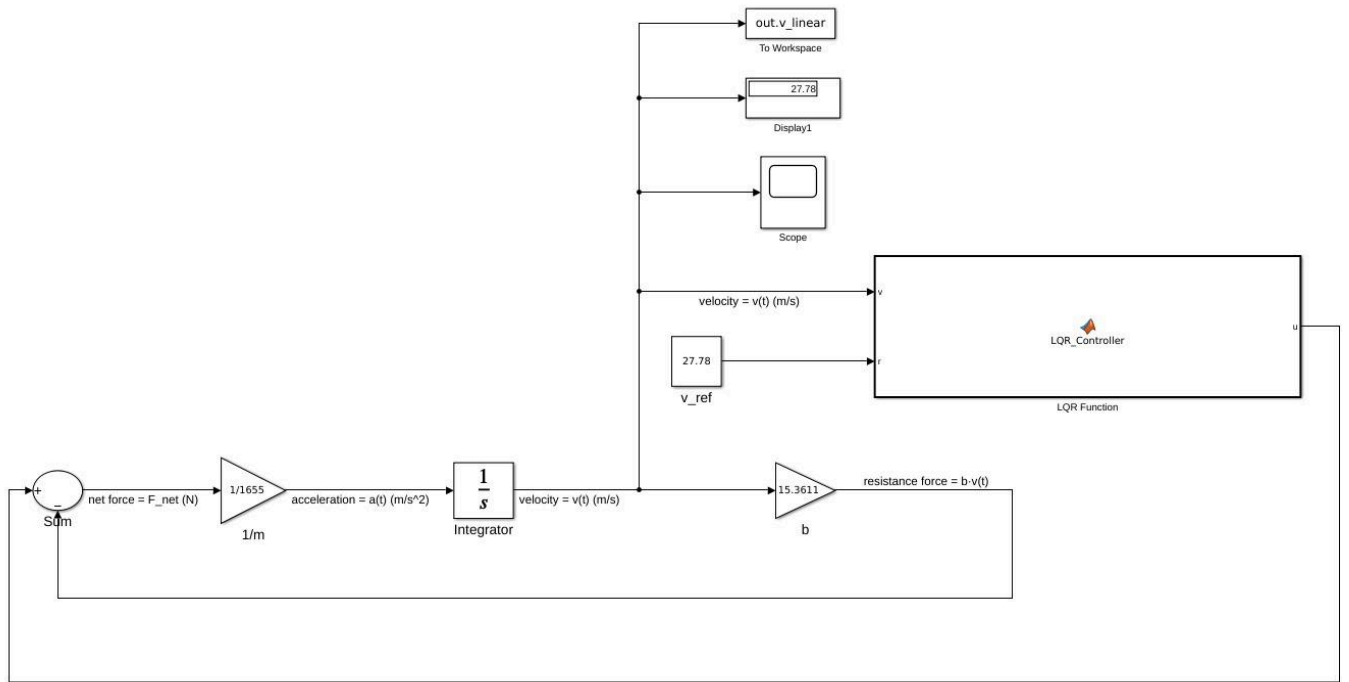 out.v_linear
To Workspace
27.78
Display1
Scope
velocity = v(t) (m/s)
v
LQR_Controller
u
27.78
r
v_ref
LQR Function
+
−
Sum
net force = F_net (N)
1/1655
1/m
acceleration = a(t) (m/s^2)
1
s
Integrator
velocity = v(t) (m/s)
15.3611
b
resistance force = b·v(t)